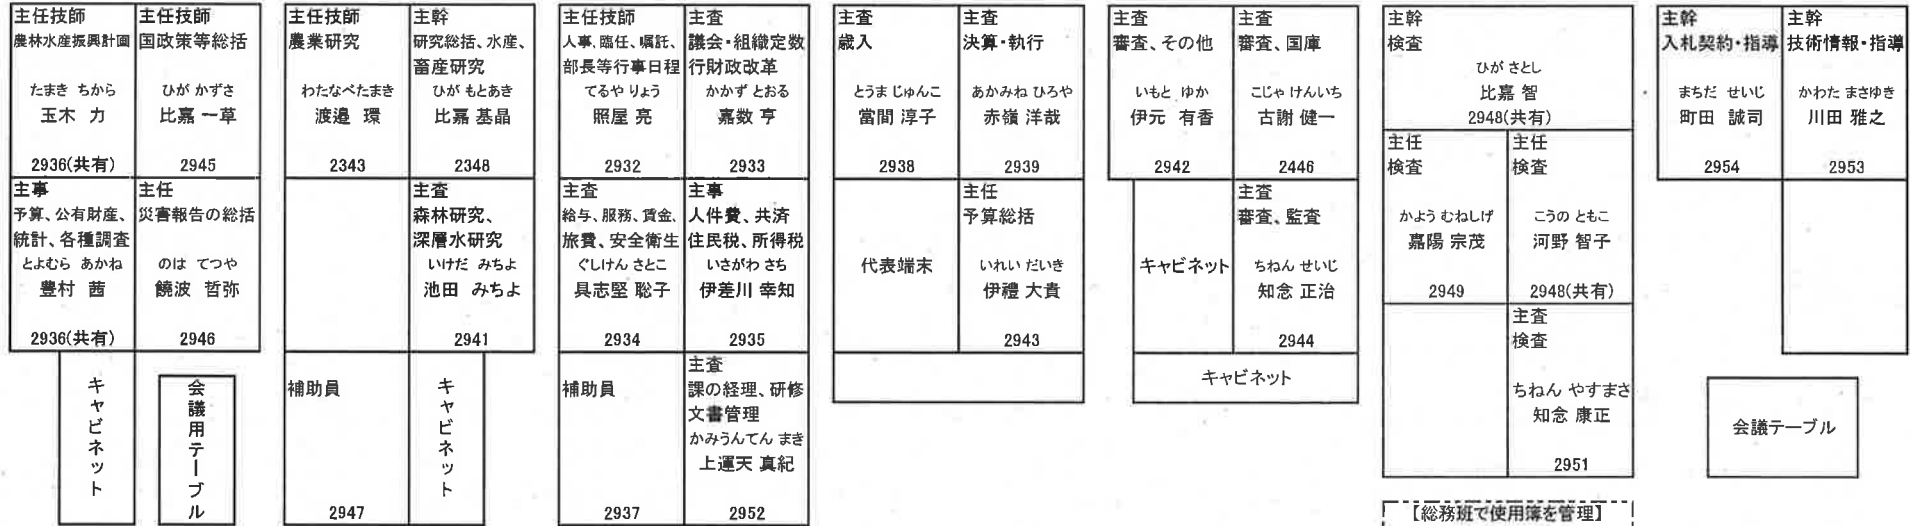 主任技師
農林水産振興計画
たまき ちから
玉木 力
2936(共有)
主任技師
国政策等総括
ひが かずさ
比嘉 一草
2945
主事
予算、公有財産、
統計、各種調査
とよむら あかね
豊村 茜
2936(共有)
主任
災害報告の総括
のは てつや
饒波 哲弥
2946
キャビネット
会議用テーブル
主任技師
農業研究
わたなべたまき
渡邉 環
2343
主幹
研究総括、水産、
畜産研究
ひが もとあき
比嘉 基晶
2348
主査
森林研究、
深層水研究
いけだ みちよ
池田 みちよ
2941
補助員
2947
キャビネット
主任技師
人事、臨任、嘱託、
部長等行事日程
てるや りょう
照屋 亮
2932
主査
議会・組織定数
行財政改革
かかず とおる
嘉数 亨
2933
主査
給与、服務、賃金、
旅費、安全衛生
ぐしけん さとこ
具志堅 聡子
2934
主事
人件費、共済
住民税、所得税
いさがわ さち
伊差川 幸知
2935
補助員
2937
主査
課の経理、研修
文書管理
かみうんてん まき
上運天 真紀
2952
主査
歳入
とうま じゅんこ
當間 淳子
2938
主査
決算・執行
あかみね ひろや
赤嶺 洋哉
2939
代表端末
主任
予算総括
いれい だいき
伊禮 大貴
2943
主査
審査、その他
いもと ゆか
伊元 有香
2942
主査
審査、国庫
こじゃ けんいち
古謝 健一
2446
キャビネット
主査
審査、監査
ちねん せいじ
知念 正治
2944
キャビネット
主幹
検査
ひが さとし
比嘉 智
2948(共有)
主任
検査
かよう むねしげ
嘉陽 宗茂
2949
主任
検査
こうの ともこ
河野 智子
2948(共有)
主査
検査
ちねん やすまさ
知念 康正
2951
【総務班で使用簿を管理】
主幹
入札契約・指導
まちだ せいじ
町田 誠司
2954
主幹
技術情報・指導
かわた まさゆき
川田 雅之
2953
会議テーブル